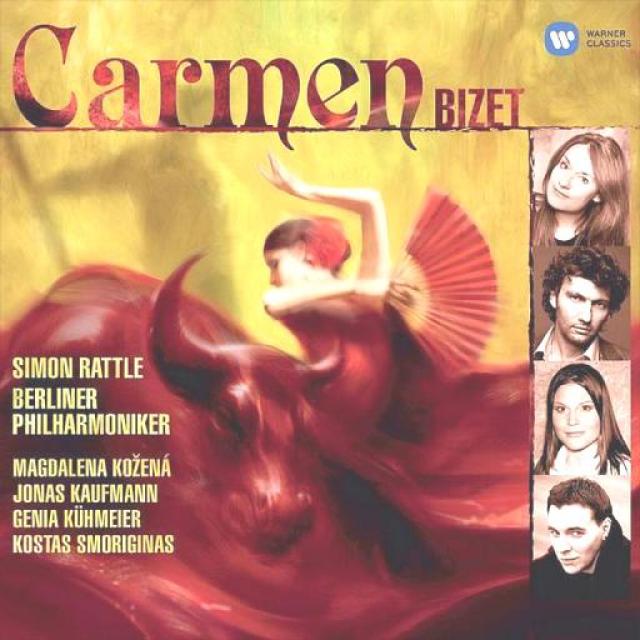 Carmen
BIZET
WARNER
CLASSICS
SIMON RATTLE
BERLINER
PHILHARMONIKER
MAGDALENA KOŽENÁ
JONAS KAUFMANN
GENIA KÜHMEIER
KOSTAS SMORIGINAS